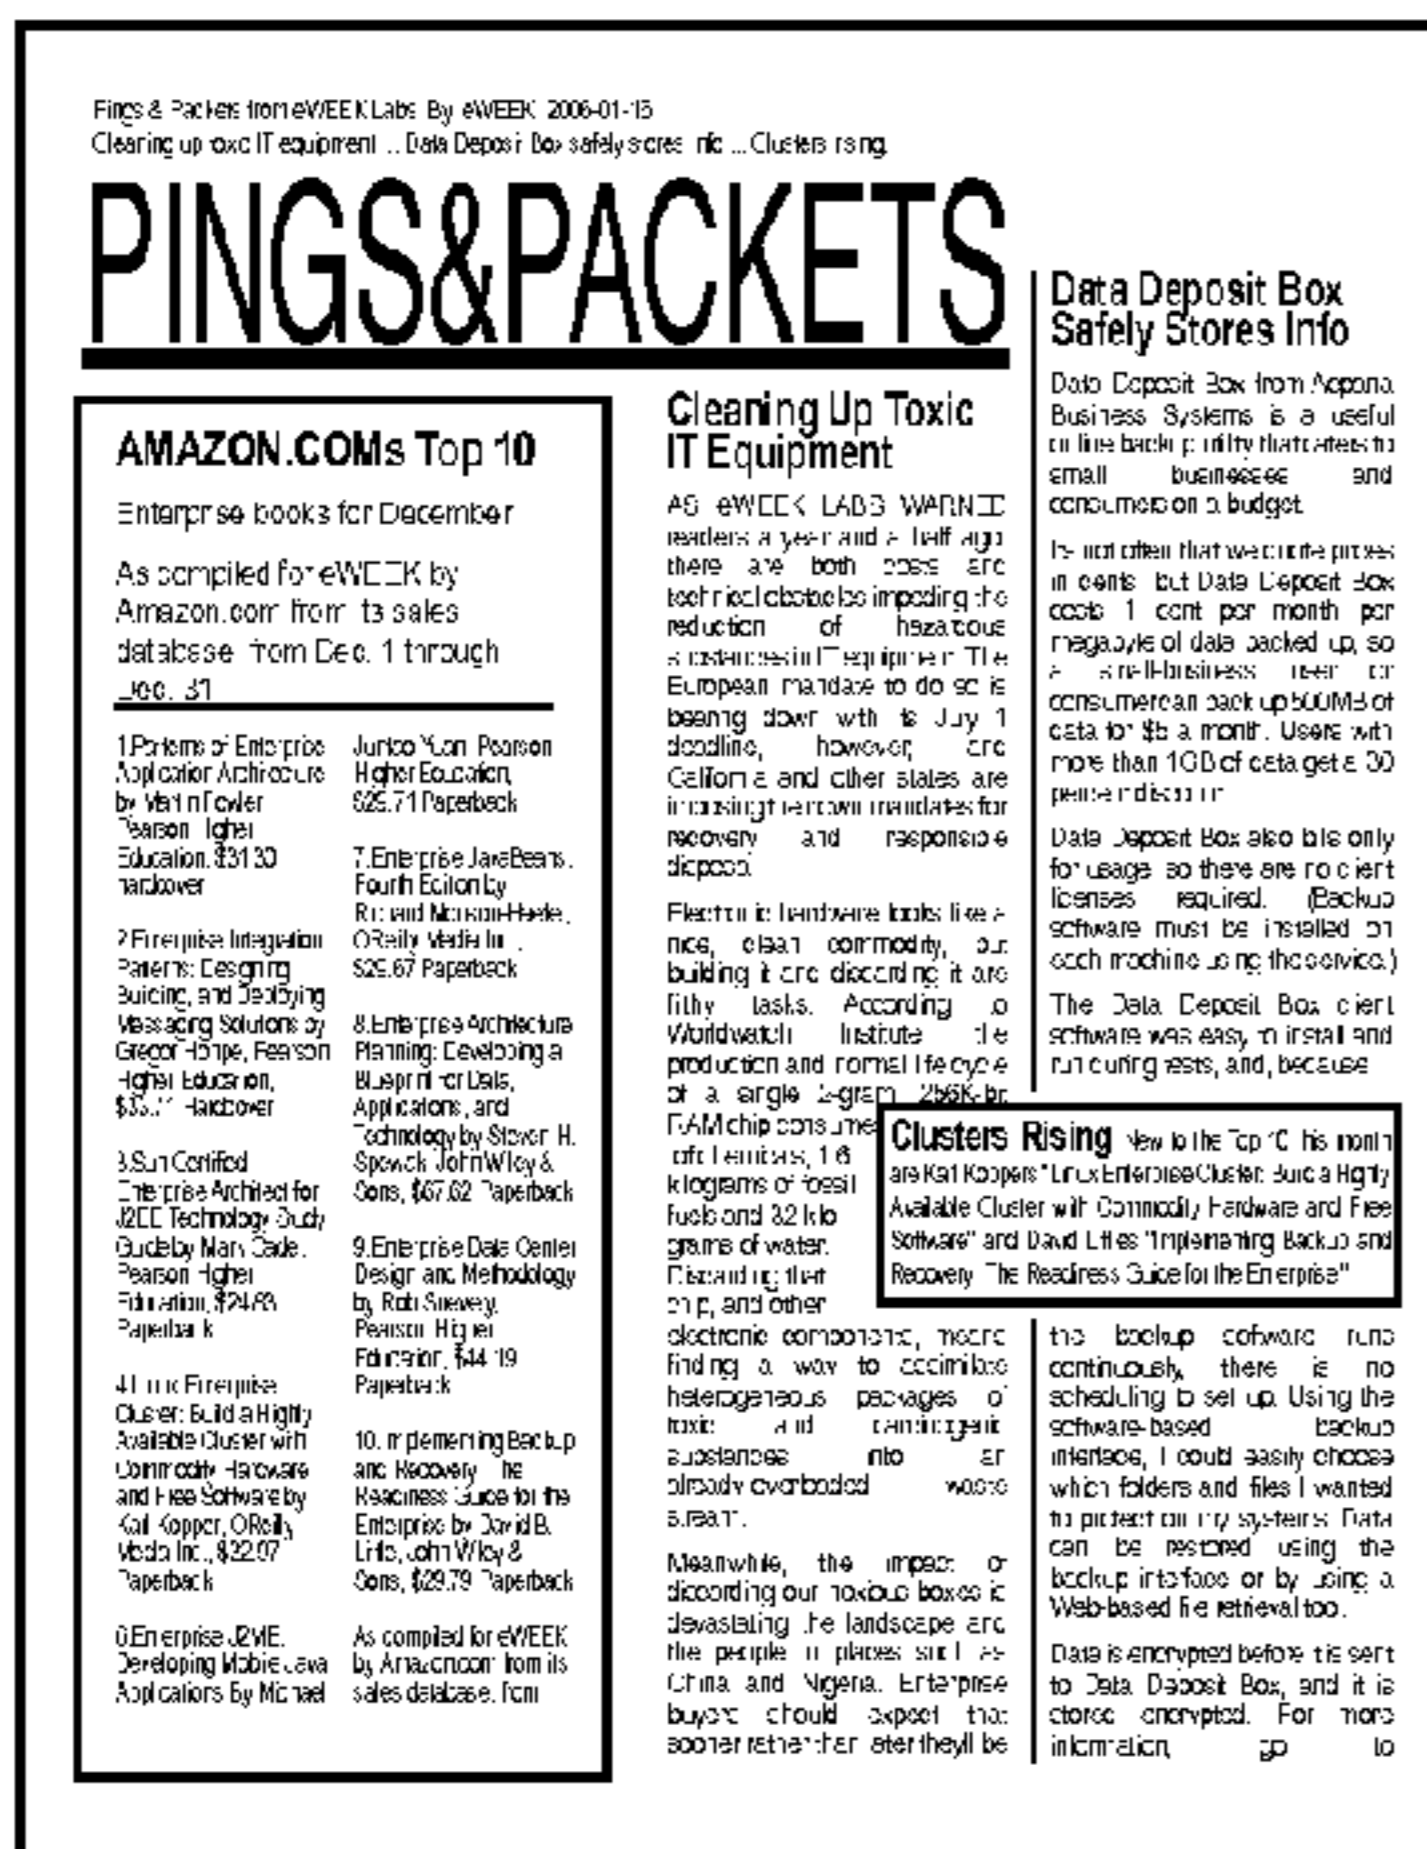 Pings & Packets from eWEEK Labs By eWEEK 2006-01-16
Cleaning up toxic IT equipment ... Data Deposit Box safely stores info ... Clusters rising.
PINGS&PACKETS
AMAZON.COMs Top 10
Enterprise books for December
As compiled for eWEEK by
Amazon.com from its sales
database from Dec. 1 through
Dec. 31
1.Patterns of Enterprise
Application Architecture
by Martin Fowler
Pearson Higher
Education, $31.30
hardcover
2.Enterprise Integration
Patterns: Designing
Building, and Deploying
Messaging Solutions by
Gregor Hohpe, Pearson
Higher Education,
Hardcover
3.Sun Certified
Enterprise Architect for
J2EE Technology Study
Guide by Mark Cade,
Pearson Higher
Education, $24.63
Paperback
4.Linux Enterprise
Cluster: Build a Highly
Available Cluster with
Commodity Hardware
and Free Software by
Karl Kopper, OReilly
Media Inc., $32.97
Paperback
6.Enterprise J2ME:
Developing Mobile Java
Applications By Michael
Juntao Yuan, Pearson
Higher Education,
$29.71 Paperback
7.Enterprise JavaBeans,
Fourth Edition by
Richard Monson-Haefel,
OReilly Media Inc.,
$29.67 Paperback
8.Enterprise Architecture
Planning: Developing a
Blueprint for Data,
Applications, and
Technology by Steven H.
Spewak, John Wiley &
Sons, $67.62 Paperback
9.Enterprise Data Center
Design and Methodology
by Rob Snevely,
Pearson Higher
Education, $44.19
Paperback
10.Implementing Backup
and Recovery: The
Readiness Guide for the
Enterprise by David B.
Little, John Wiley &
Sons, $29.79 Paperback
As compiled for eWEEK
by Amazon.com from its
sales database, from
Cleaning Up Toxic
IT Equipment
AS eWEEK LABS WARNED
readers a year and a half ago,
there are both costs and
technical obstacles impeding the
reduction of hazardous
substances in IT equipment. The
European mandate to do so is
bearing down with its July 1
deadline, however, and
California and other states are
imposing their own mandates for
recovery and responsible
disposal.
Electronic hardware looks like a
nice, clean commodity, but
building it and discarding it are
filthy tasks. According to
Worldwatch Institute the
production and normal life cycle
of a single 2-gram, 256K-bit
RAM chip consumes
of chemicals, 1.6
kilograms of fossil
fuels and 32 kilo
grams of water.
Discarding that
chip, and other
electronic components, means
finding a way to assimilate
heterogeneous packages of
toxic and carcinogenic
substances into an
already-overloaded waste
stream.
Meanwhile, the impact of
discarding our noxious boxes is
devastating the landscape and
the people in places such as
China and Nigeria. Enterprise
buyers should expect that
sooner rather than later theyll be
Data Deposit Box
Safely Stores Info
Data Deposit Box from Acpana
Business Systems is a useful
online backup utility that caters to
small businesses and
consumers on a budget.
Its not often that we quote prices
in cents but Data Deposit Box
costs 1 cent per month per
megabyte of data backed up, so
a small-business user or
consumer can back up 500MB of
data for $5 a month. Users with
more than 1GB of data get a 30
percent discount.
Data Deposit Box also bills only
for usage, so there are no client
licenses required. (Backup
software must be installed on
each machine using the service.)
The Data Deposit Box client
software was easy to install and
run during tests, and, because
Clusters Rising New to the Top 10 this month
are Karl Koppers "Linux Enterprise Cluster: Build a Highly
Available Cluster with Commodity Hardware and Free
Software" and David Littles "Implementing Backup and
Recovery: The Readiness Guide for the Enterprise"
the backup software runs
continuously, there is no
scheduling to set up. Using the
software-based backup
interface, I could easily choose
which folders and files I wanted
to protect on my systems. Data
can be restored using the
backup interface or by using a
Web-based file retrieval tool.
Data is encrypted before it is sent
to Data Deposit Box, and it is
stored encrypted. For more
information, go to